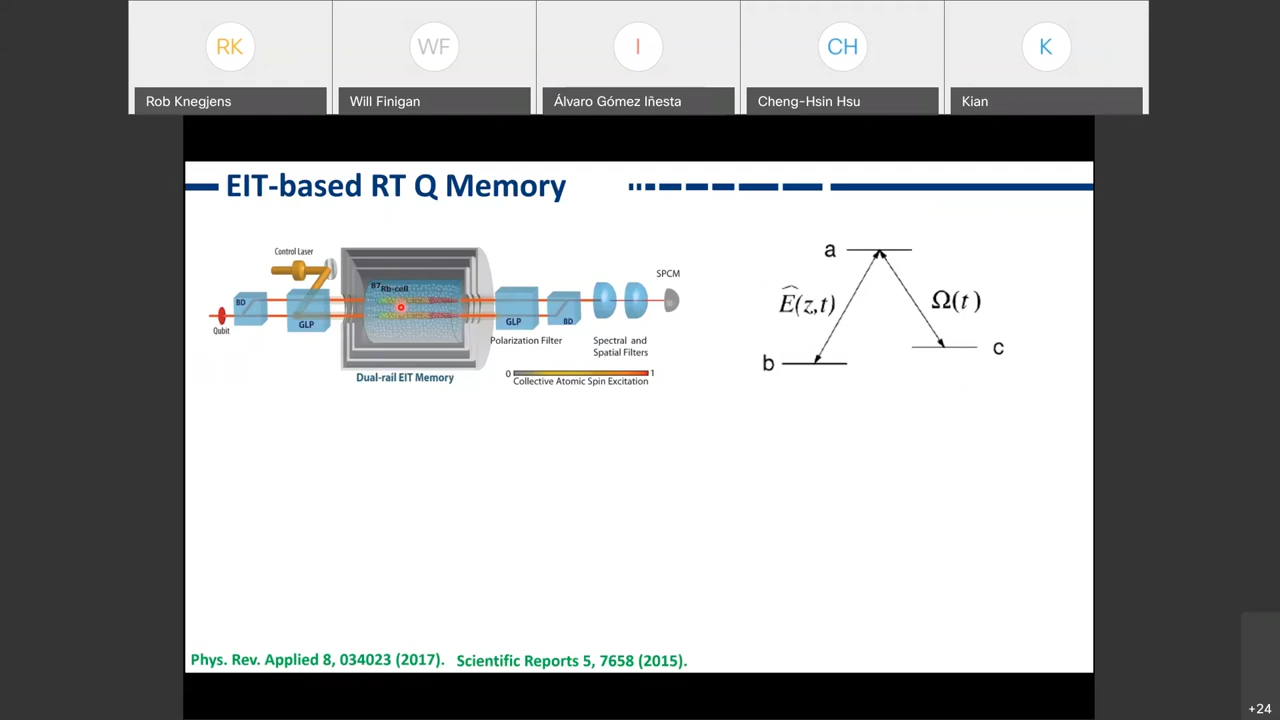 RK
WF
I
CH
K
Rob Knegjens
Will Finigan
Álvaro Gómez Iñesta
Cheng-Hsin Hsu
Kian
EIT-based RT Q Memory
Control Laser
BD
Qubit
GLP
87Rb-cell
Dual-rail EIT Memory
GLP
BD
SPCM
Polarization Filter
Spectral and
Spatial Filters
0
1
Collective Atomic Spin Excitation
a
Ê(z,t)
Ω(t)
b
c
Phys. Rev. Applied 8, 034023 (2017). Scientific Reports 5, 7658 (2015).
+24